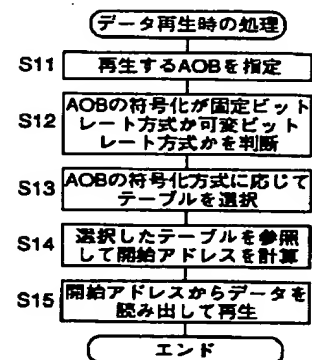 データ再生時の処理
S11 再生するAOBを指定
S12 AOBの符号化が固定ビット
レート方式か可変ビット
レート方式かを判断
S13 AOBの符号化方式に応じて
テーブルを選択
S14 選択したテーブルを参照
して開始アドレスを計算
S15 開始アドレスからデータを
読み出して再生
エンド